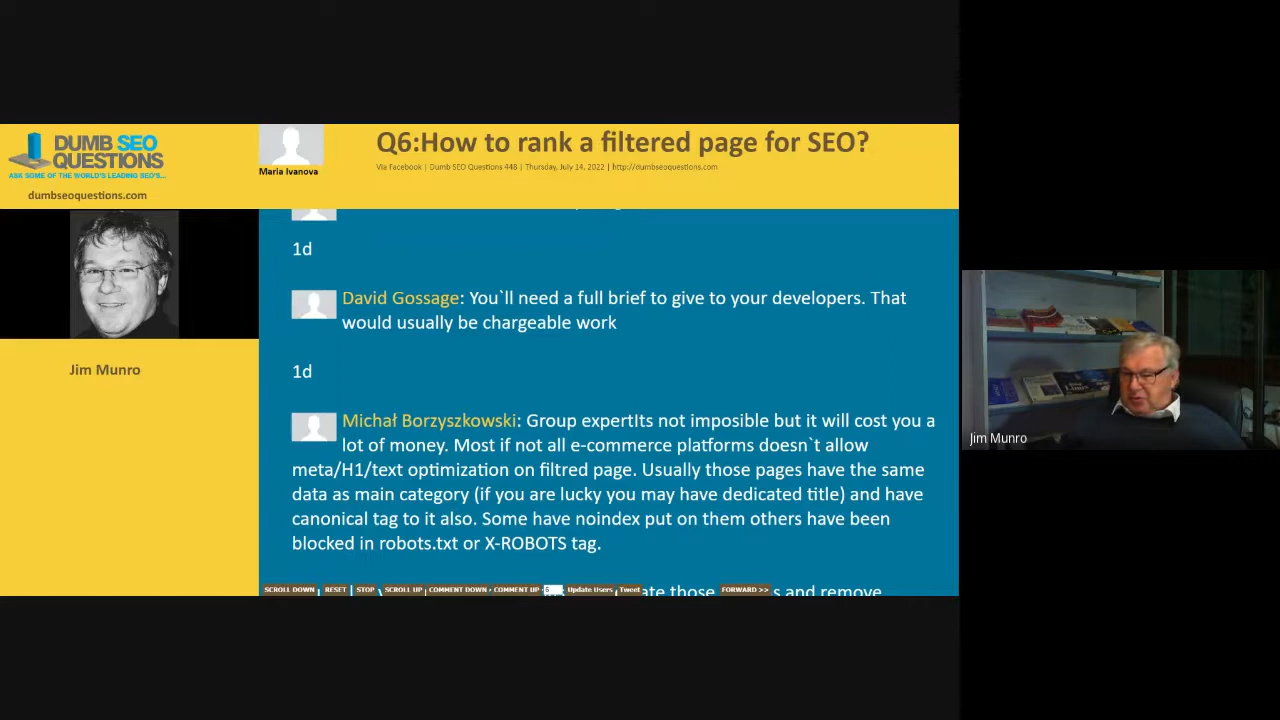 DUMB SEO
QUESTIONS
ASK SOME OF THE WORLD'S LEADING SEO'S...
dumbseoquestions.com
Maria Ivanova
Q6:How to rank a filtered page for SEO?
Via Facebook | Dumb SEO Questions 448 | Thursday, July 14, 2022 | http://dumbseoquestions.com
Jim Munro
1d
David Gossage: You`ll need a full brief to give to your developers. That
would usually be chargeable work
1d
Michał Borzyszkowski: Group expertIts not imposible but it will cost you a
lot of money. Most if not all e-commerce platforms doesn`t allow
meta/H1/text optimization on filtred page. Usually those pages have the same
data as main category (if you are lucky you may have dedicated title) and have
canonical tag to it also. Some have noindex put on them others have been
blocked in robots.txt or X-ROBOTS tag.
those s and remove
SCROLL DOWN RESET STOP SCROLL UP COMMENT DOWN COMMENT UP 6 Update Users Tweet FORWARD >>
Jim Munro